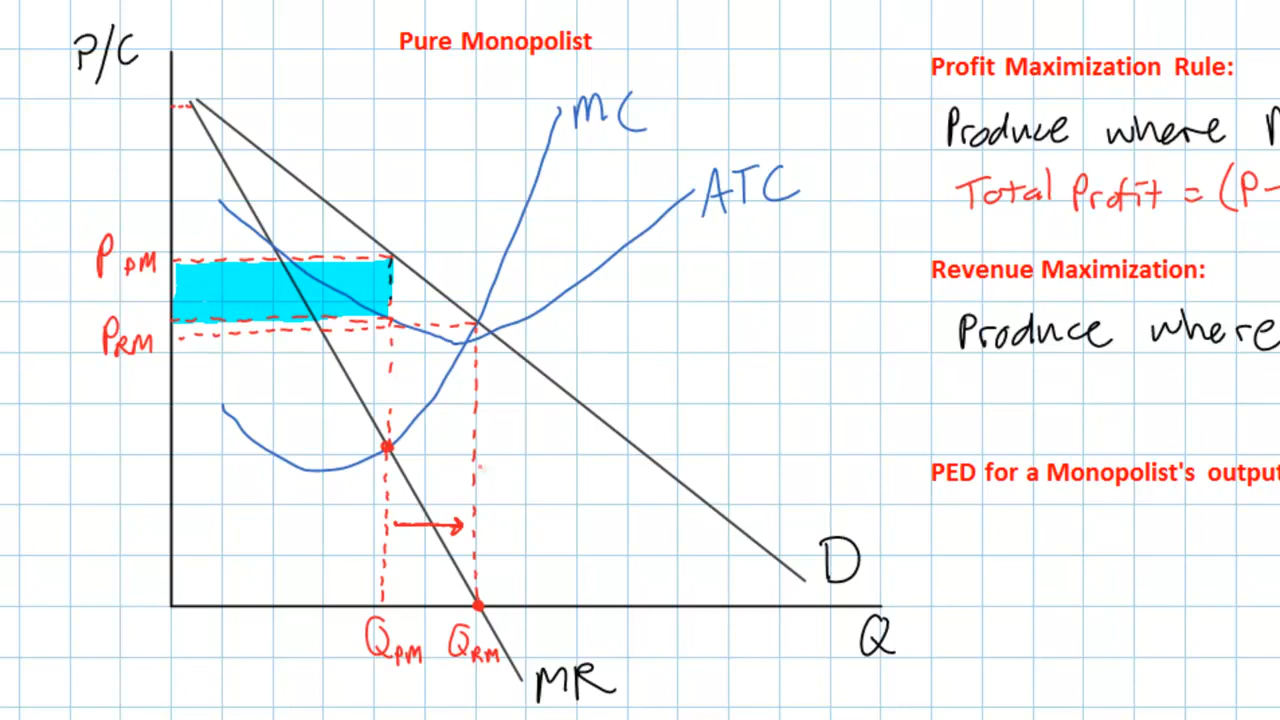 P/C
Pure Monopolist
Profit Maximization Rule:
MC
Produce where
ATC
Total Profit = (P-
P PM
Revenue Maximization:
PRM
Produce where
PED for a Monopolist's output
D
QPM
QRM
Q
MR